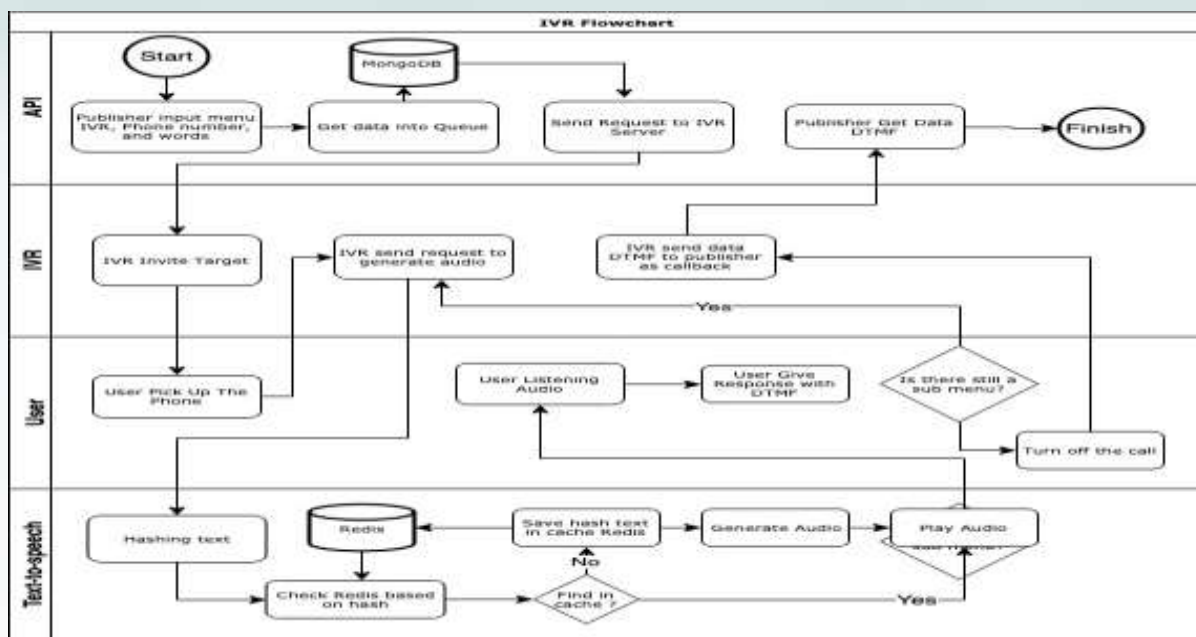 IVR Flowchart
API
Start
MongoDB
Publisher input menu
IVR, Phone number,
and words
Get data into Queue
Send Request to IVR
Server
Publisher Get Data
DTMF
Finish
IVR
IVR Invite Target
IVR send request to
generate audio
IVR send data
DTMF to publisher
as callback
Yes
User
User Pick Up The
Phone
User Listening
Audio
User Give
Response with
DTMF
Is there still a
sub menu?
Turn off the call
Text-to-speech
Hashing text
Redis
Save hash text
in cache Redis
Generate Audio
Play Audio
No
Check Redis based
on hash
Find in
cache ?
Yes